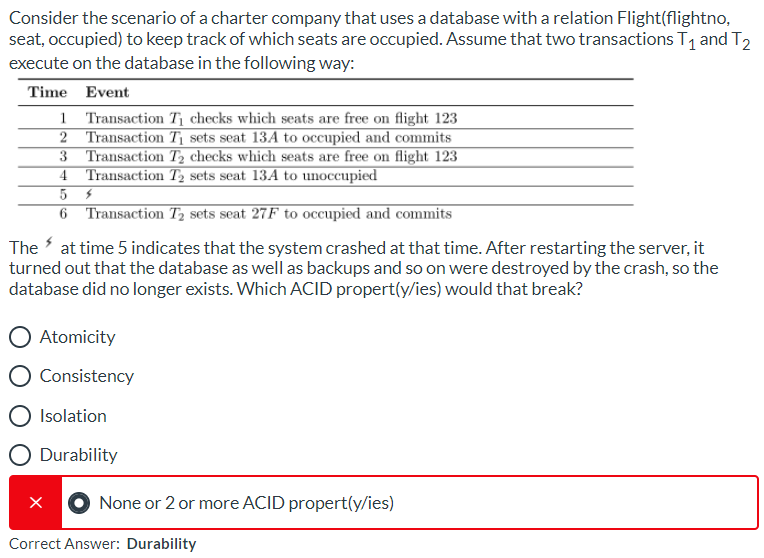 Consider the scenario of a charter company that uses a database with a relation Flight(flightno,
seat, occupied) to keep track of which seats are occupied. Assume that two transactions T1 and T2
execute on the database in the following way:
Time Event
1 Transaction T1 checks which seats are free on flight 123
2 Transaction T1 sets seat 13A to occupied and commits
3 Transaction T2 checks which seats are free on flight 123
4 Transaction T2 sets seat 13A to unoccupied
5 ⚡
6 Transaction T2 sets seat 27F to occupied and commits
The ⚡ at time 5 indicates that the system crashed at that time. After restarting the server, it
turned out that the database as well as backups and so on were destroyed by the crash, so the
database did no longer exists. Which ACID propert(y/ies) would that break?
Atomicity
Consistency
Isolation
Durability
× None or 2 or more ACID propert(y/ies)
Correct Answer: Durability